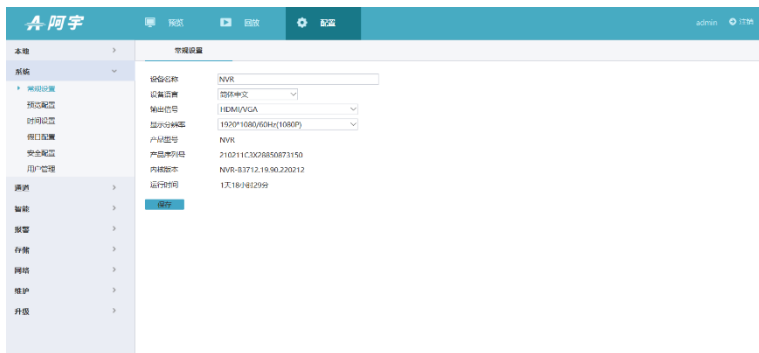 阿宇
预览
回放
配置
admin
注销
本地
系统
常规设置
预览配置
时间设置
假日配置
安全配置
用户管理
通道
智能
报警
存储
网络
维护
升级
常规设置
设备名称 NVR
设备语言 简体中文
输出信号 HDMI/VGA
显示分辨率 1920*1080/60Hz(1080P)
产品型号 NVR
产品序列号 210211C3X28850873150
内核版本 NVR-B3712.19.90.220212
运行时间 1天18小时29分
保存